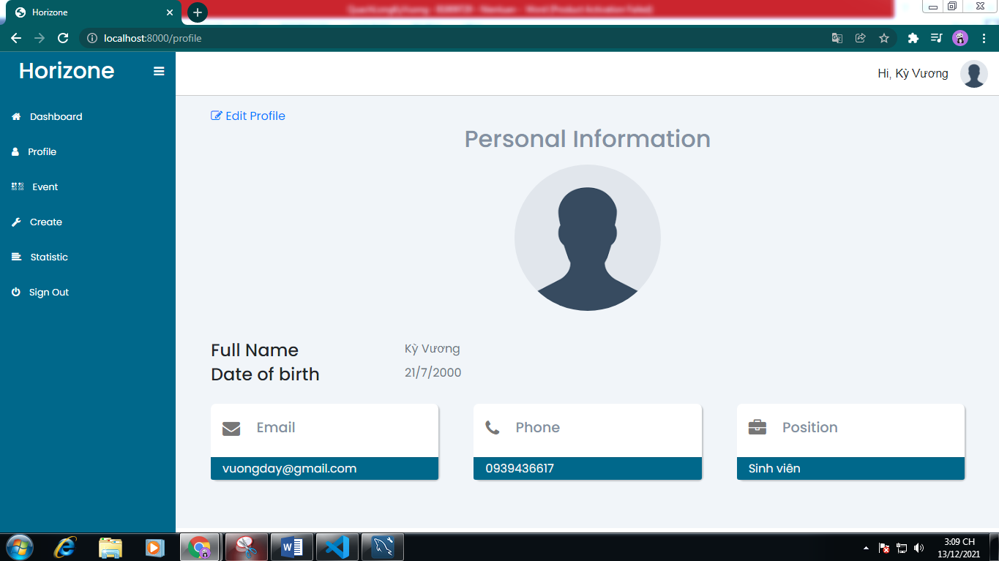 Horizone
localhost:8000/profile
Horizone
Hi, Kỳ Vương
Dashboard
Profile
Event
Create
Statistic
Sign Out
Edit Profile
Personal Information
Full Name Kỳ Vương
Date of birth 21/7/2000
Email Phone Position
vuongday@gmail.com 0939436617 Sinh viên
3:09 CH
13/12/2021